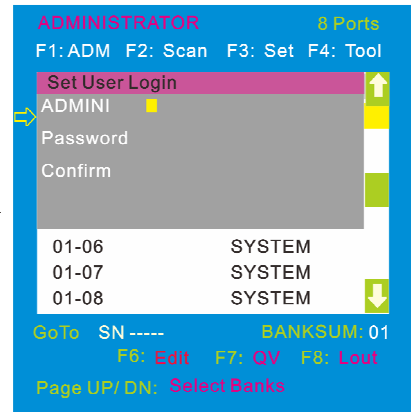 ADMINISTRATOR 8 Ports
F1: ADM F2: Scan F3: Set F4: Tool
Set User Login
ADMINI
Password
Confirm
01-06 SYSTEM
01-07 SYSTEM
01-08 SYSTEM
GoTo SN ----- BANKSUM: 01
F6: Edit F7: QV F8: Lout
Page UP/ DN: Select Banks